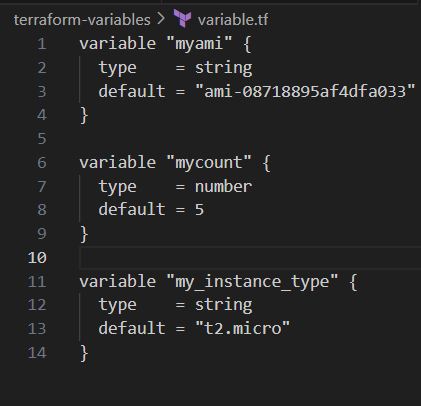 terraform-variables > variable.tf
1 variable "myami" {
2   type    = string
3   default = "ami-08718895af4dfa033"
4 }
5
6 variable "mycount" {
7   type    = number
8   default = 5
9 }
10
11 variable "my_instance_type" {
12   type    = string
13   default = "t2.micro"
14 }